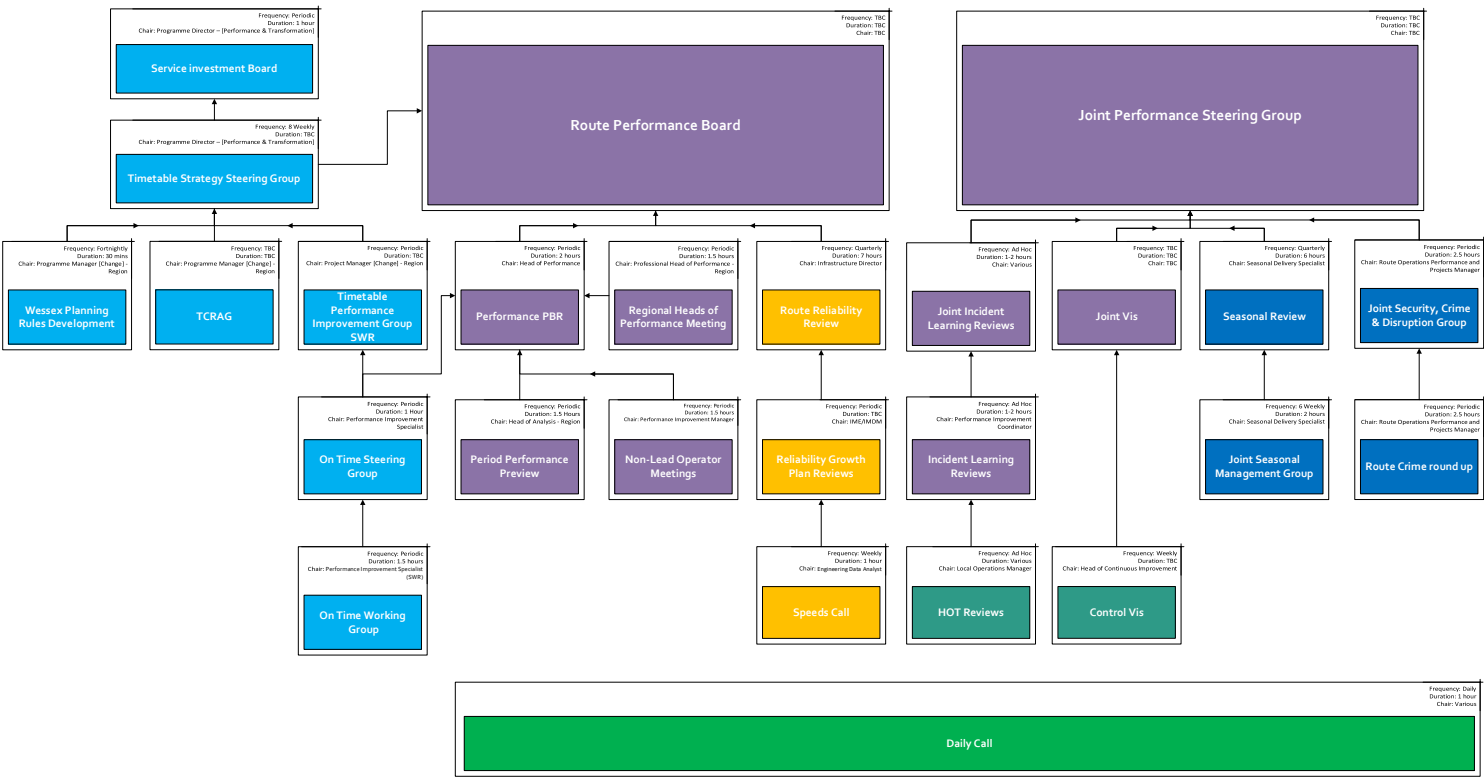 Frequency: Periodic
Duration: 1 hour
Chair: Programme Director – [Performance & Transformation]
Service investment Board
Frequency: TBC
Duration: TBC
Chair: TBC
Route Performance Board
Frequency: TBC
Duration: TBC
Chair: TBC
Joint Performance Steering Group
Frequency: 8 Weekly
Duration: TBC
Chair: Programme Director – [Performance & Transformation]
Timetable Strategy Steering Group
Frequency: Fortnightly
Duration: 30 mins
Chair: Programme Manager [Change] -
Region
Wessex Planning
Rules Development
Frequency: TBC
Duration: TBC
Chair: Programme Manager [Change] -
Region
TCRAG
Frequency: Periodic
Duration: TBC
Chair: Project Manager [Change] - Region
Timetable
Performance
Improvement Group
SWR
Frequency: Periodic
Duration: 2 hours
Chair: Head of Performance
Performance PBR
Frequency: Periodic
Duration: 1.5 hours
Chair: Professional Head of Performance -
Region
Regional Heads of
Performance Meeting
Frequency: Quarterly
Duration: 7 hours
Chair: Infrastructure Director
Route Reliability
Review
Frequency: Ad Hoc
Duration: 1-2 hours
Chair: Various
Joint Incident
Learning Reviews
Frequency: TBC
Duration: TBC
Chair: TBC
Joint Vis
Frequency: Quarterly
Duration: 6 hours
Chair: Seasonal Delivery Specialist
Seasonal Review
Frequency: Periodic
Duration: 2.5 hours
Chair: Route Operations Performance and
Projects Manager
Joint Security, Crime
& Disruption Group
Frequency: Periodic
Duration: 1 Hour
Chair: Performance Improvement
Specialist
On Time Steering
Group
Frequency: Periodic
Duration: 1.5 Hours
Chair: Head of Analysis - Region
Period Performance
Preview
Frequency: Periodic
Duration: 1.5 hours
Chair: Performance Improvement Manager
Non-Lead Operator
Meetings
Frequency: Periodic
Duration: TBC
Chair: IME/IMDM
Reliability Growth
Plan Reviews
Frequency: Ad Hoc
Duration: 1-2 hours
Chair: Performance Improvement
Coordinator
Incident Learning
Reviews
Frequency: 6 Weekly
Duration: 2 hours
Chair: Seasonal Delivery Specialist
Joint Seasonal
Management Group
Frequency: Periodic
Duration: 2.5 hours
Chair: Route Operations Performance and
Projects Manager
Route Crime round up
Frequency: Periodic
Duration: 1.5 hours
Chair: Performance Improvement Specialist
(SWR)
On Time Working
Group
Frequency: Weekly
Duration: 1 hour
Chair: Engineering Data Analyst
Speeds Call
Frequency: Ad Hoc
Duration: Various
Chair: Local Operations Manager
HOT Reviews
Frequency: Weekly
Duration: TBC
Chair: Head of Continuous Improvement
Control Vis
Frequency: Daily
Duration: 1 hour
Chair: Various
Daily Call